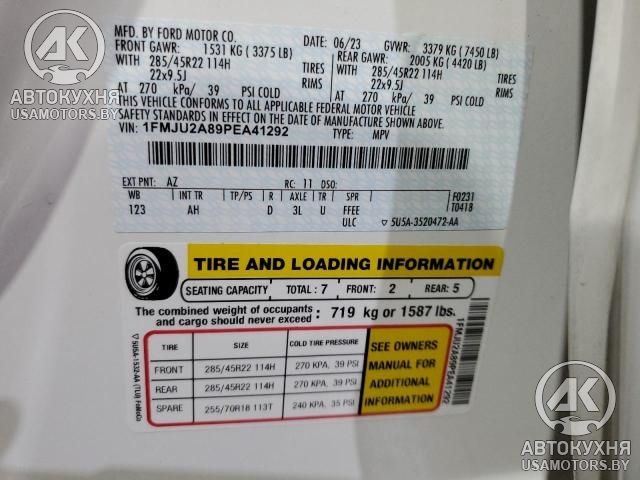 MFD. BY FORD MOTOR CO.
DATE: 06/23 GVWR: 3379 KG (7450 LB)
FRONT GAWR: 1531 KG (3375 LB) REAR GAWR: 2005 KG (4420 LB)
WITH 285/45R22 114H TIRES WITH 285/45R22 114H TIRES
22x9.5J RIMS 22x9.5J RIMS
AT 270 kPa/ 39 PSI COLD AT 270 kPa/ 39 PSI COLD
THIS VEHICLE CONFORMS TO ALL APPLICABLE FEDERAL MOTOR VEHICLE
SAFETY STANDARDS IN EFFECT ON THE DATE OF MANUFACTURE SHOWN ABOVE.
VIN: 1FMJU2A89PEA41292 TYPE: MPV
EXT PNT: AZ RC: 11 DSO:
WB INT TR TP/PS R AXLE TR SPR F0231
123 AH D 3L U FFEE T0418
ULC ▽ 5U5A-3520472-AA
TIRE AND LOADING INFORMATION
SEATING CAPACITY TOTAL: 7 FRONT: 2 REAR: 5
The combined weight of occupants
and cargo should never exceed : 719 kg or 1587 lbs.
TIRE SIZE COLD TIRE PRESSURE
FRONT 285/45R22 114H 270 KPA, 39 PSI
REAR 285/45R22 114H 270 KPA, 39 PSI
SPARE 255/70R18 113T 240 KPA, 35 PSI
SEE OWNERS
MANUAL FOR
ADDITIONAL
INFORMATION
1FMJU2A89PEA41292
▽ 5U5A-1532-AA (TLU)
АК
АВТОКУХНЯ
USAMOTORS.BY
АК
АВТОКУХНЯ
USAMOTORS.BY